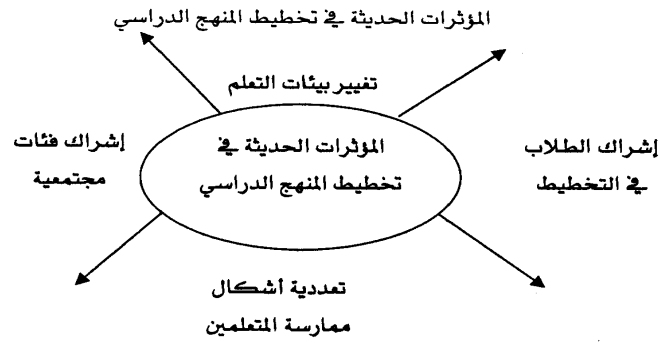 المؤثرات الحديثة في تخطيط المنهج الدراسي
تغيير بيئات التعلم
إشراك الطلاب
في التخطيط
المؤثرات الحديثة في
تخطيط المنهج الدراسي
إشراك فئات
مجتمعية
تعددية أشكال
ممارسة المتعلمين